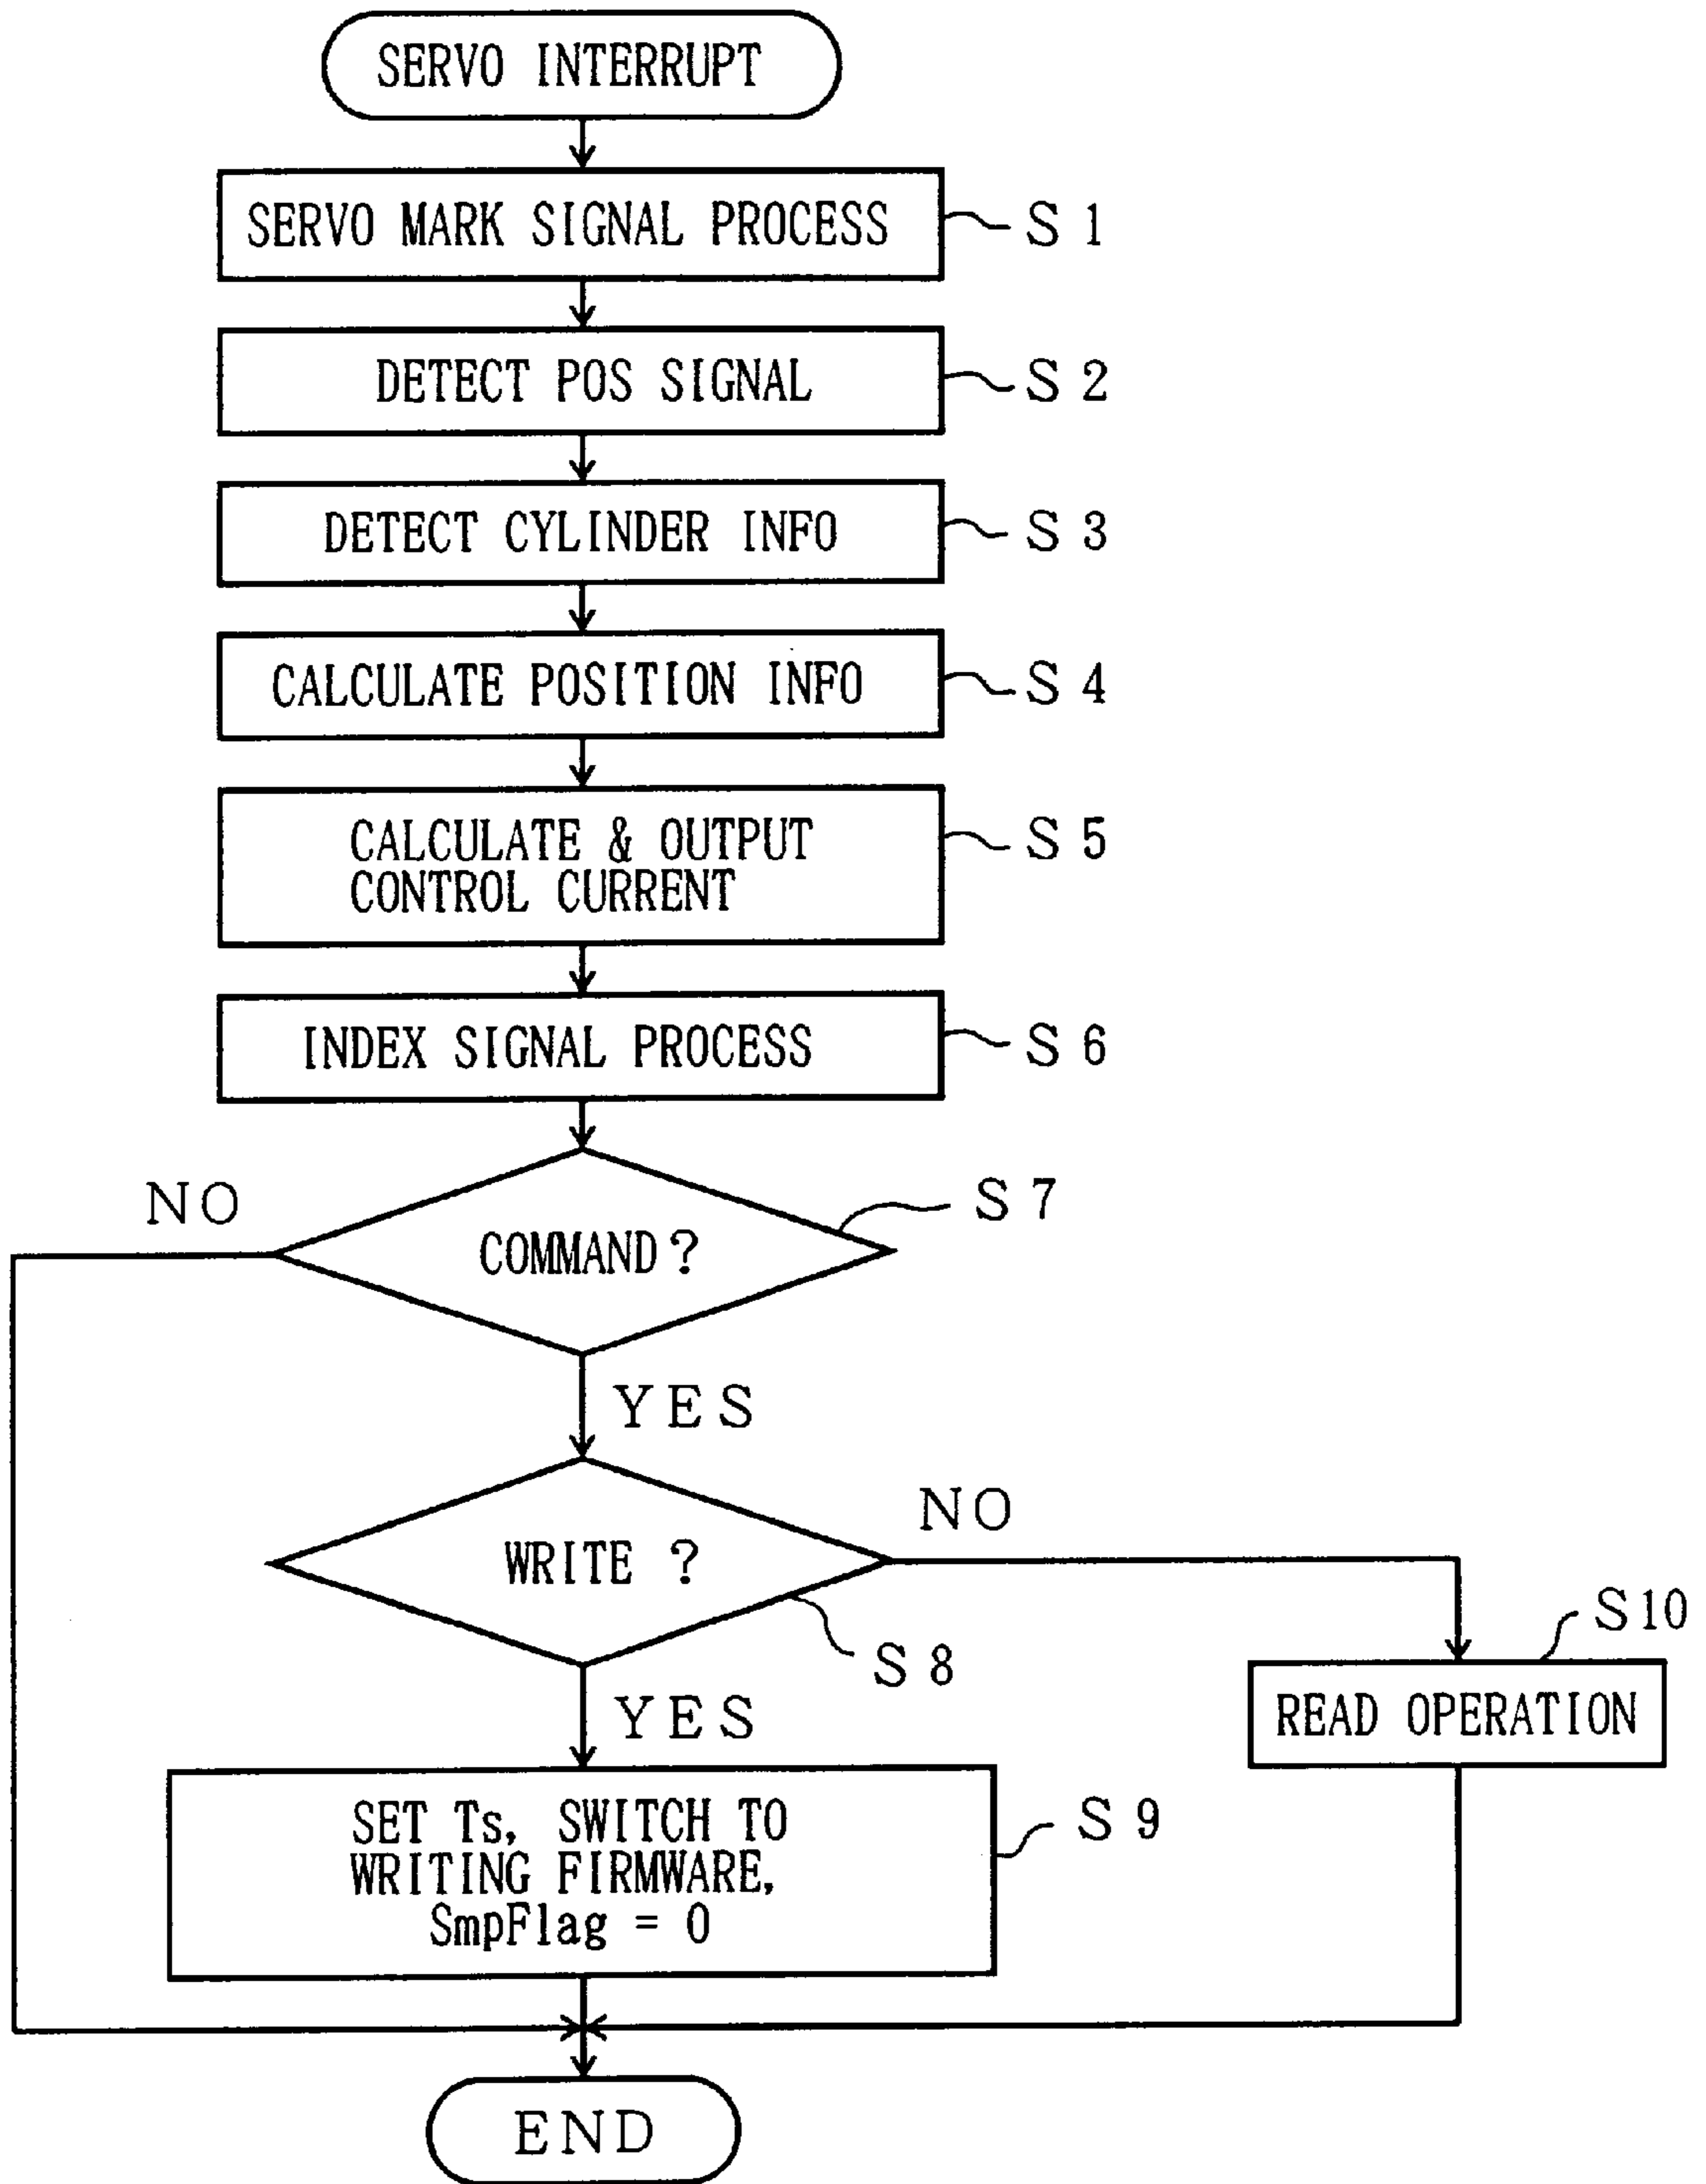 SERVO INTERRUPT
SERVO MARK SIGNAL PROCESS
S1
DETECT POS SIGNAL
S2
DETECT CYLINDER INFO
S3
CALCULATE POSITION INFO
S4
CALCULATE & OUTPUT
CONTROL CURRENT
S5
INDEX SIGNAL PROCESS
S6
NO
COMMAND?
S7
YES
WRITE ?
NO
S8
S10
YES
READ OPERATION
SET Ts, SWITCH TO
WRITING FIRMWARE,
SmpFlag = 0
S9
END